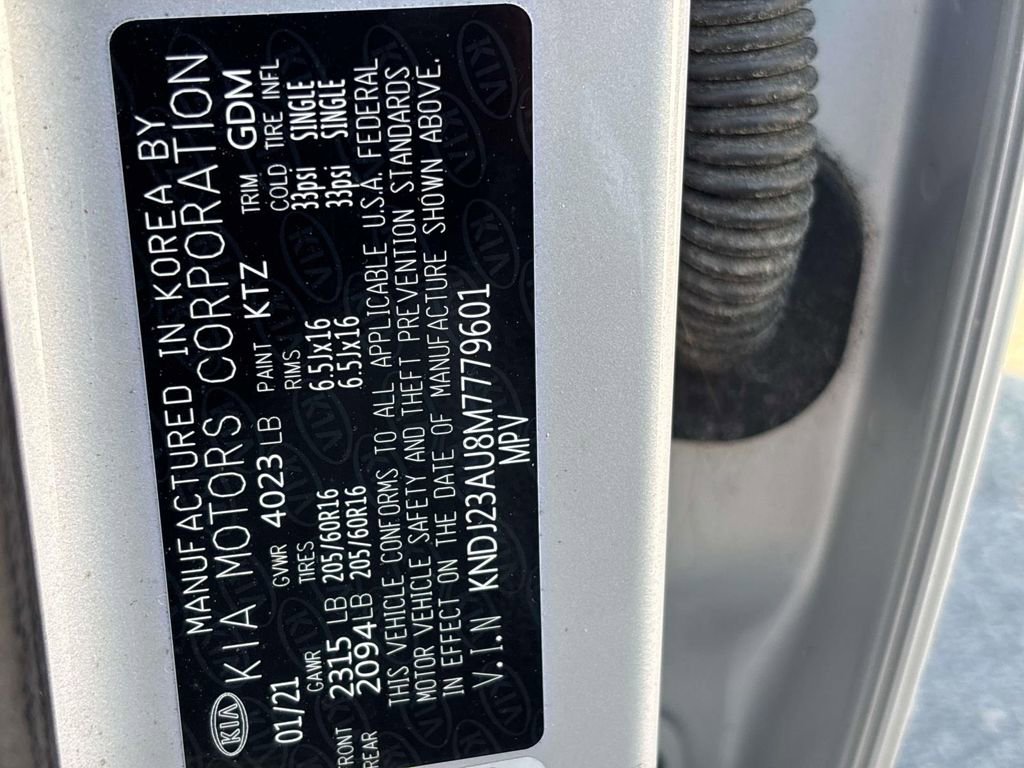 MANUFACTURED IN KOREA BY
KIA KIA MOTORS CORPORATION
01/21 GVWR 4023 LB PAINT KTZ TRIM GDM
GAWR TIRES RIMS COLD TIRE INFL
FRONT 2315 LB 205/60R16 6.5Jx16 33psi SINGLE
REAR 2094LB 205/60R16 6.5Jx16 33psi SINGLE
THIS VEHICLE CONFORMS TO ALL APPLICABLE U.S.A. FEDERAL
MOTOR VEHICLE SAFETY AND THEFT PREVENTION STANDARDS
IN EFFECT ON THE DATE OF MANUFACTURE SHOWN ABOVE.
V.I.N KNDJ23AU8M7779601
MPV